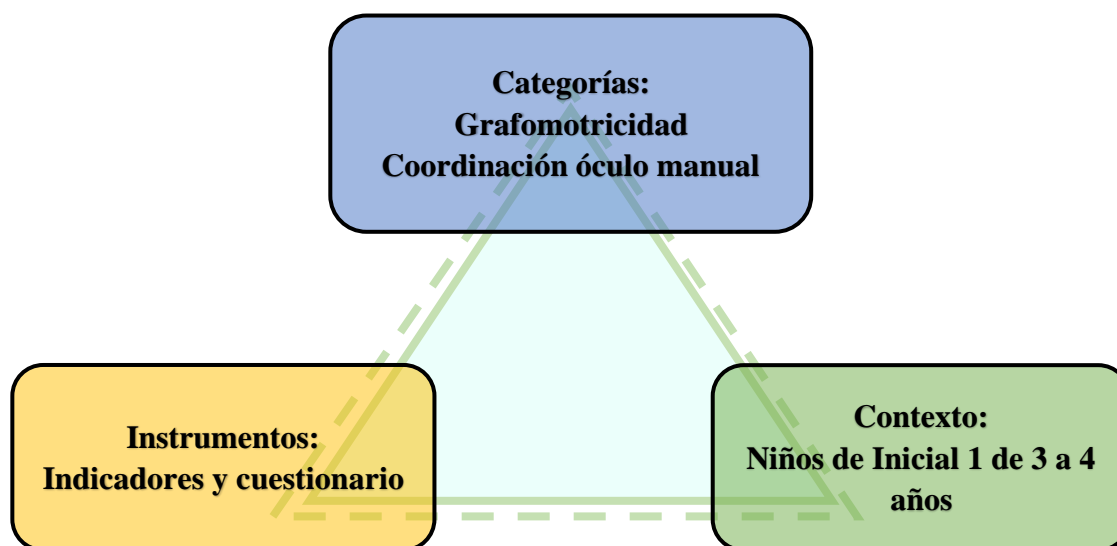 Categorías:
Grafomotricidad
Coordinación óculo manual
Instrumentos:
Indicadores y cuestionario
Contexto:
Niños de Inicial 1 de 3 a 4
años